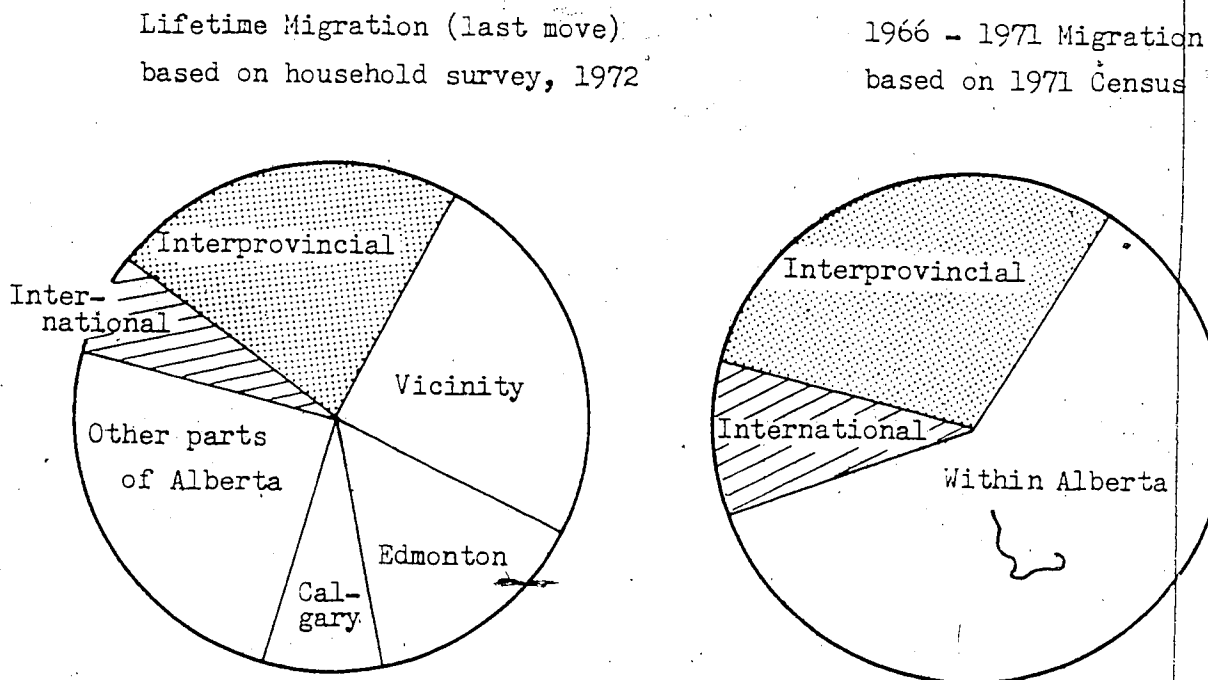 Lifetime Migration (last move)
based on household survey, 1972
1966 - 1971 Migration
based on 1971 Census
Interprovincial
Inter-
national
Vicinity
Other parts
of Alberta
Edmonton
Cal-
gary
Interprovincial
International
Within Alberta